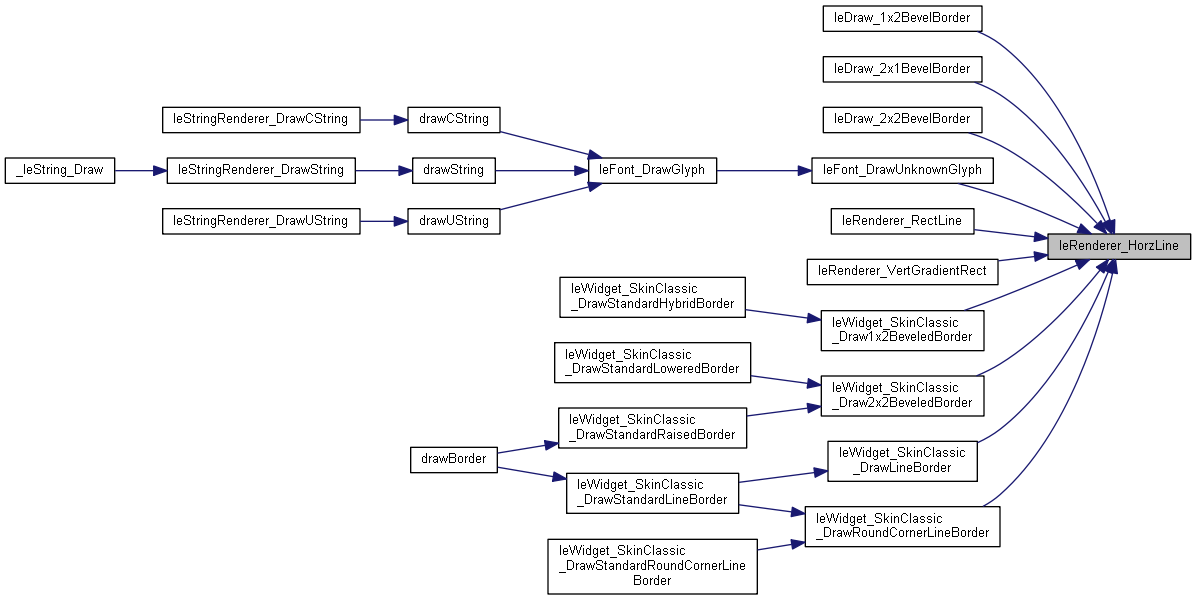 leDraw_1x2BevelBorder
leDraw_2x1BevelBorder
leDraw_2x2BevelBorder
leStringRenderer_DrawCString
drawCString
_leString_Draw
leStringRenderer_DrawString
drawString
leFont_DrawGlyph
leFont_DrawUnknownGlyph
leStringRenderer_DrawUString
drawUString
leRenderer_RectLine
leRenderer_HorzLine
leRenderer_VertGradientRect
leWidget_SkinClassic
_DrawStandardHybridBorder
leWidget_SkinClassic
_Draw1x2BeveledBorder
leWidget_SkinClassic
_DrawStandardLoweredBorder
leWidget_SkinClassic
_Draw2x2BeveledBorder
leWidget_SkinClassic
_DrawStandardRaisedBorder
drawBorder
leWidget_SkinClassic
_DrawLineBorder
leWidget_SkinClassic
_DrawStandardLineBorder
leWidget_SkinClassic
_DrawRoundCornerLineBorder
leWidget_SkinClassic
_DrawStandardRoundCornerLine
Border